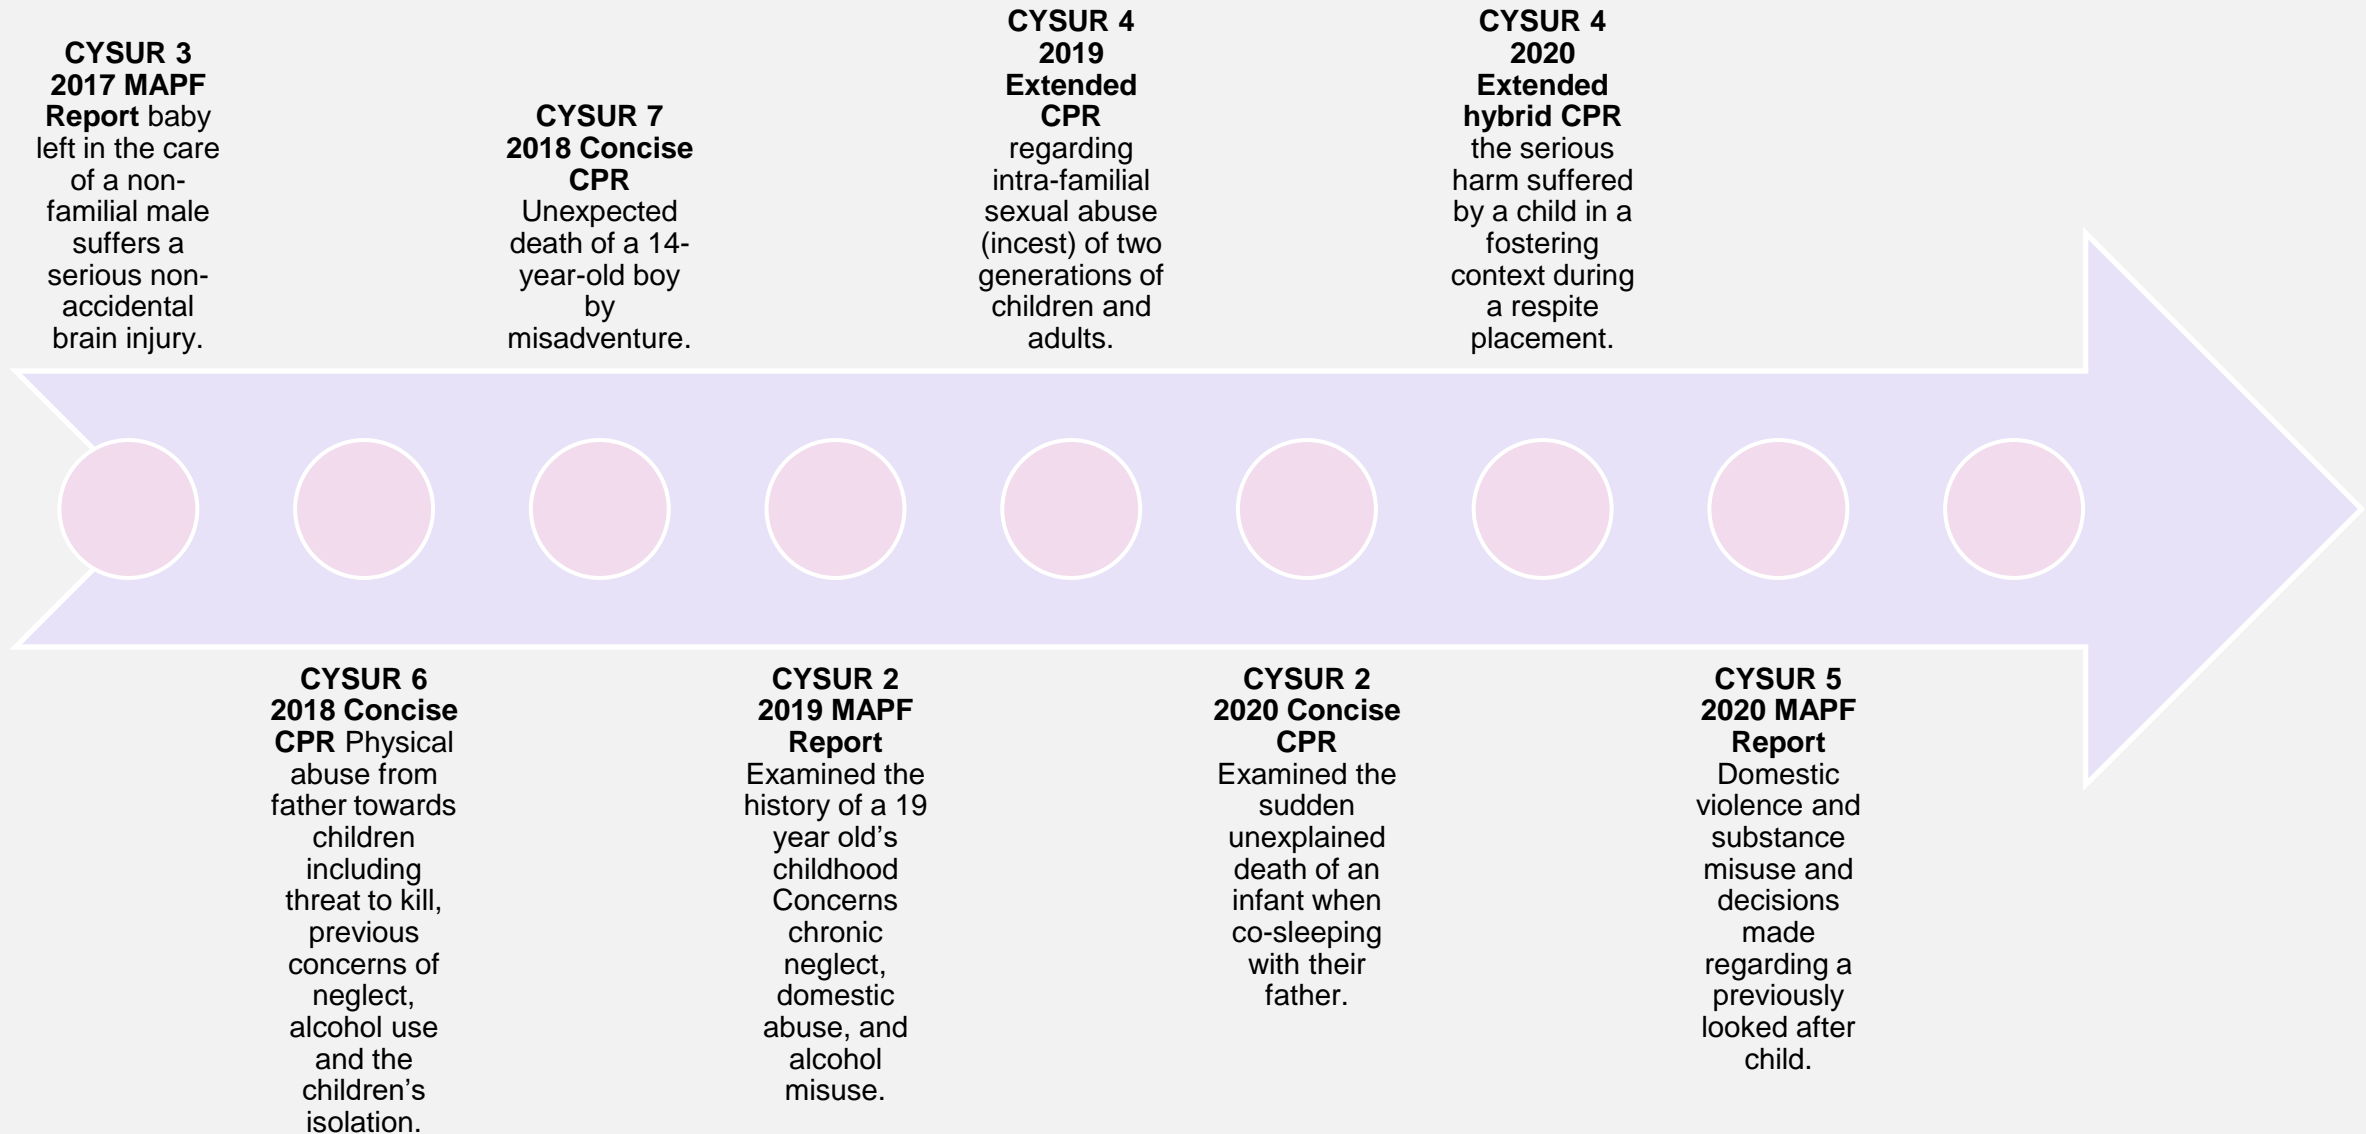 CYSUR 3
2017 MAPF
Report baby
left in the care
of a non-
familial male
suffers a
serious non-
accidental
brain injury.
CYSUR 6
2018 Concise
CPR Physical
abuse from
father towards
children
including
threat to kill,
previous
concerns of
neglect,
alcohol use
and the
children’s
isolation.
CYSUR 7
2018 Concise
CPR
Unexpected
death of a 14-
year-old boy
by
misadventure.
CYSUR 2
2019 MAPF
Report
Examined the
history of a 19
year old’s
childhood
Concerns
chronic
neglect,
domestic
abuse, and
alcohol
misuse.
CYSUR 4
2019
Extended
CPR
regarding
intra-familial
sexual abuse
(incest) of two
generations of
children and
adults.
CYSUR 2
2020 Concise
CPR
Examined the
sudden
unexplained
death of an
infant when
co-sleeping
with their
father.
CYSUR 4
2020
Extended
hybrid CPR
the serious
harm suffered
by a child in a
fostering
context during
a respite
placement.
CYSUR 5
2020 MAPF
Report
Domestic
violence and
substance
misuse and
decisions
made
regarding a
previously
looked after
child.